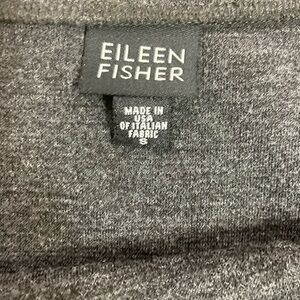 EILEEN
FISHER
MADE IN
USA
OF ITALIAN
FABRIC
S